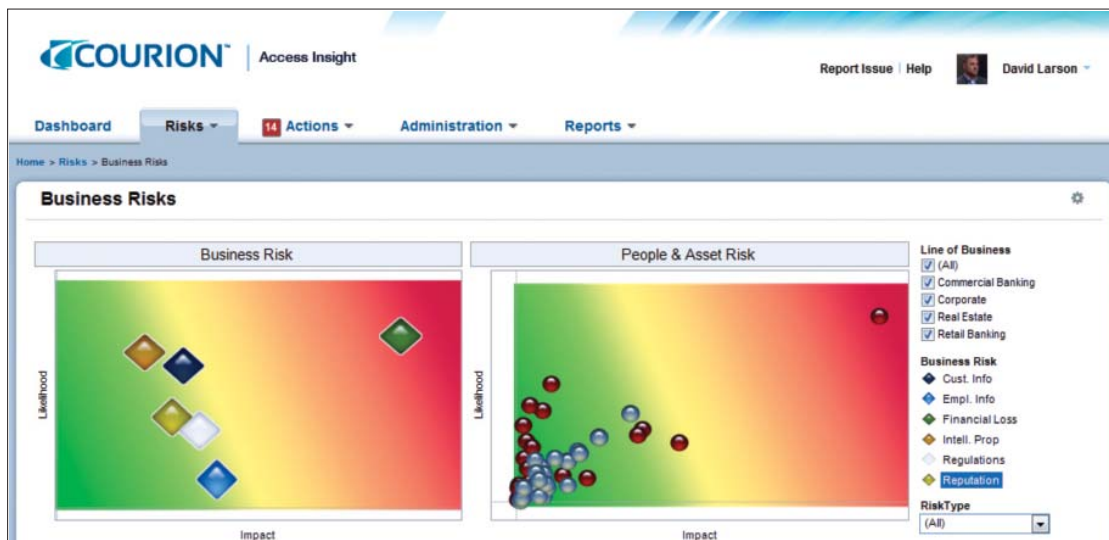 COURION™ Access Insight
Report Issue Help David Larson
Dashboard Risks 14 Actions Administration Reports
Home > Risks > Business Risks
Business Risks
Business Risk
Likelihood
Impact
People & Asset Risk
Likelihood
Impact
Line of Business
(All)
Commercial Banking
Corporate
Real Estate
Retail Banking
Business Risk
Cust. Info
Empl. Info
Financial Loss
Intell. Prop
Regulations
Reputation
RiskType
(All)